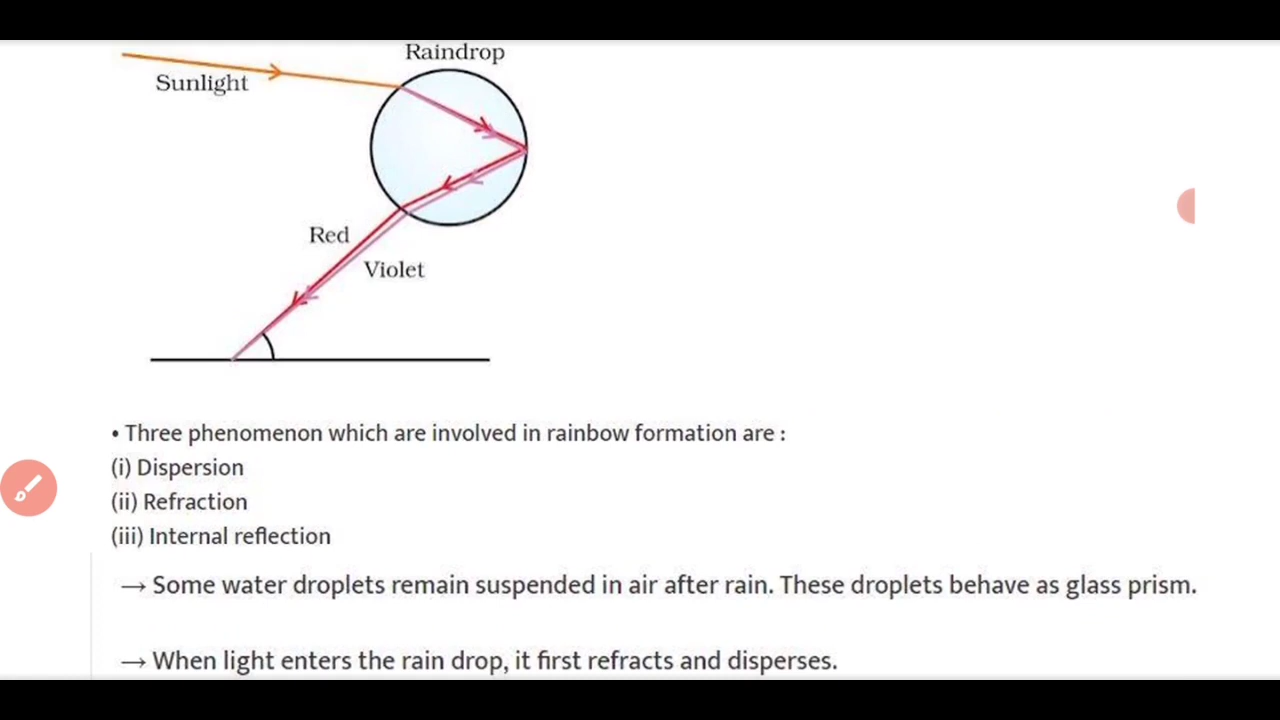 Raindrop
Sunlight
Red
Violet
• Three phenomenon which are involved in rainbow formation are :
(i) Dispersion
(ii) Refraction
(iii) Internal reflection
→ Some water droplets remain suspended in air after rain. These droplets behave as glass prism.
→ When light enters the rain drop, it first refracts and disperses.